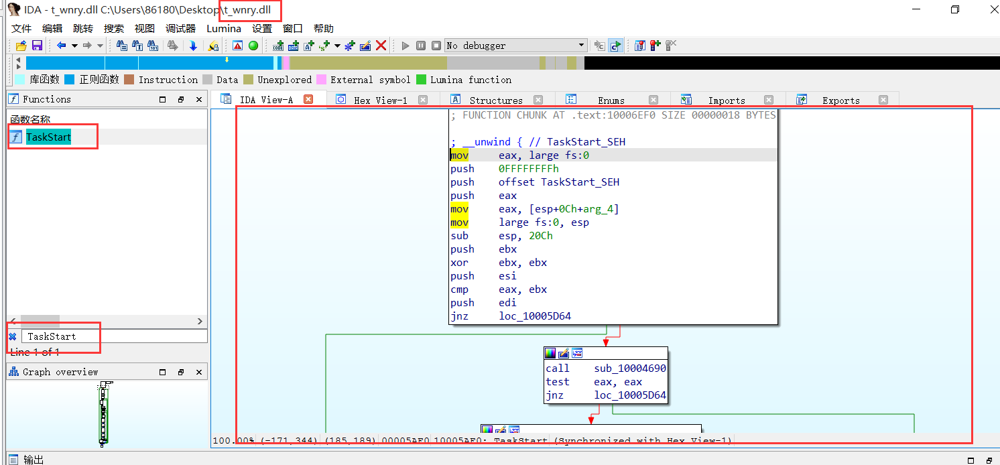 IDA - t_wnry.dll C:\Users\86180\Desktop\t_wnry.dll
文件 编辑 跳转 搜索 视图 调试器 Lumina 设置 窗口 帮助
No debugger
库函数 正则函数 Instruction Data Unexplored External symbol Lumina function
Functions
IDA View-A Hex View-1 Structures Enums Imports Exports
函数名称
TaskStart
; FUNCTION CHUNK AT .text:10006EF0 SIZE 00000018 BYTES
; __unwind { // TaskStart_SEH
mov eax, large fs:0
push 0FFFFFFFFh
push offset TaskStart_SEH
push eax
mov eax, [esp+0Ch+arg_4]
mov large fs:0, esp
sub esp, 20Ch
push ebx
xor ebx, ebx
push esi
cmp eax, ebx
push edi
jnz loc_10005D64
TaskStart
Line 1 of 1
call sub_10004690
test eax, eax
jnz loc_10005D64
Graph overview
100.00% (-171,344) (185,189) 00005AE0 10005AE0: TaskStart (Synchronized with Hex View-1)
输出